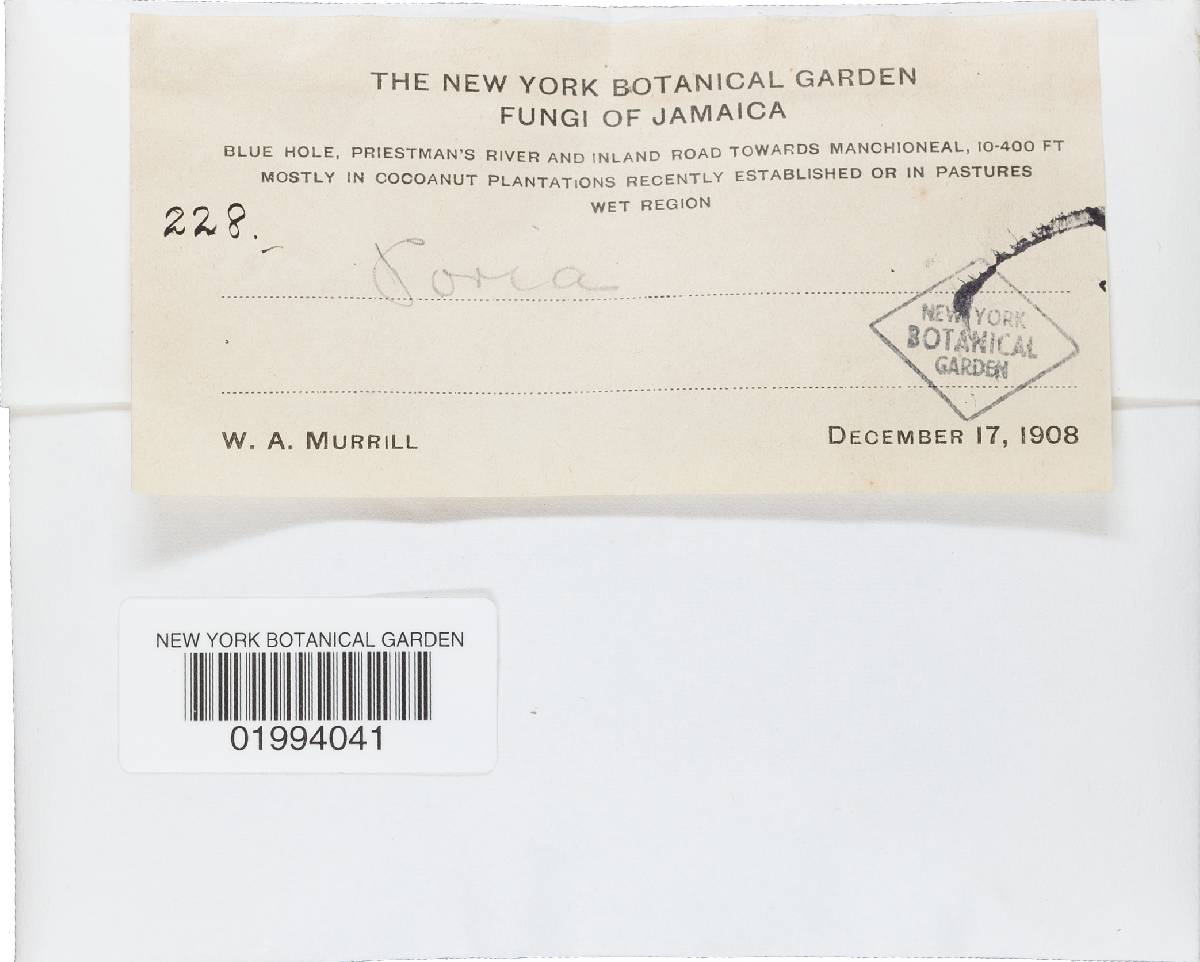 THE NEW YORK BOTANICAL GARDEN
FUNGI OF JAMAICA
BLUE HOLE, PRIESTMAN'S RIVER AND INLAND ROAD TOWARDS MANCHIONEAL, 10-400 FT
MOSTLY IN COCOANUT PLANTATIONS RECENTLY ESTABLISHED OR IN PASTURES
WET REGION
228.
Poria
NEW YORK
BOTANICAL
GARDEN
W. A. MURRILL
DECEMBER 17, 1908
NEW YORK BOTANICAL GARDEN
01994041